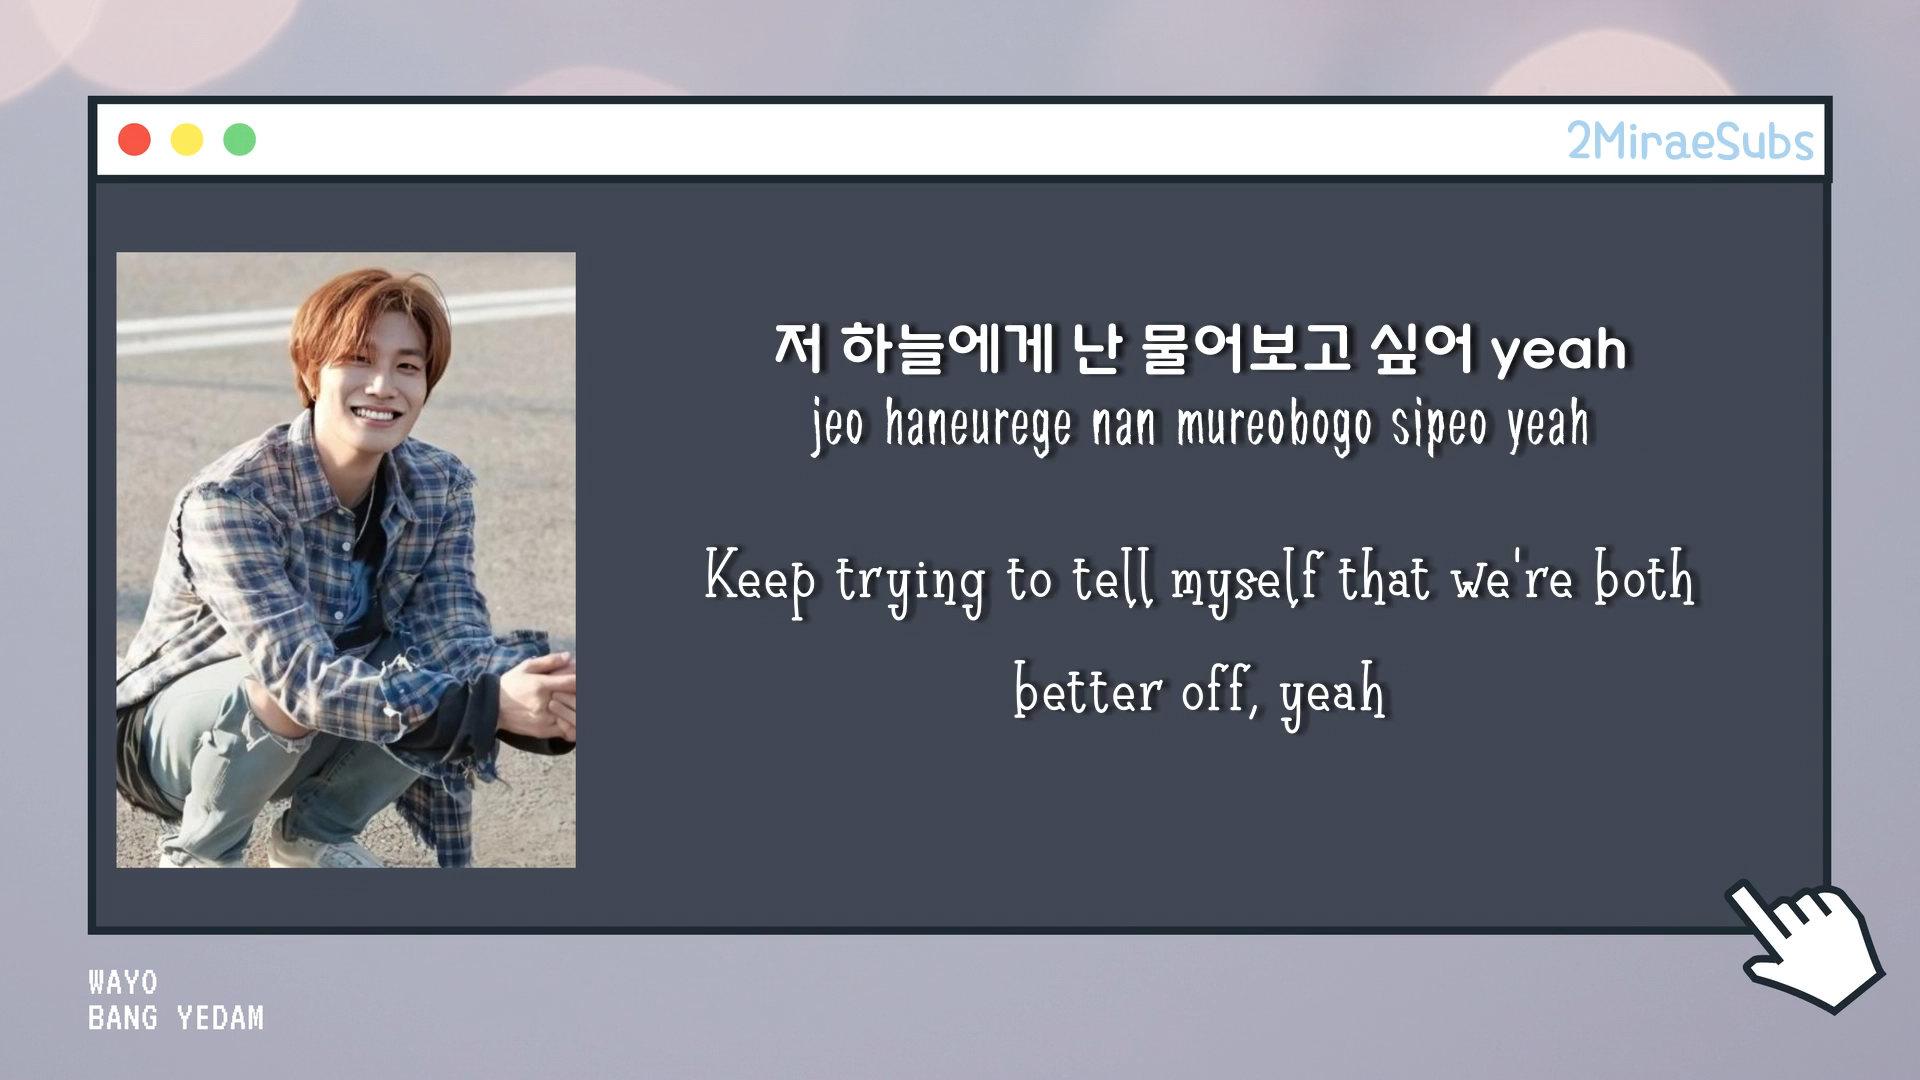 2MiraeSubs
저 하늘에게 난 물어보고 싶어 yeah
jeo haneurege nan mureobogo sipeo yeah
Keep trying to tell myself that we're both
better off, yeah
WAYO
BANG YEDAM